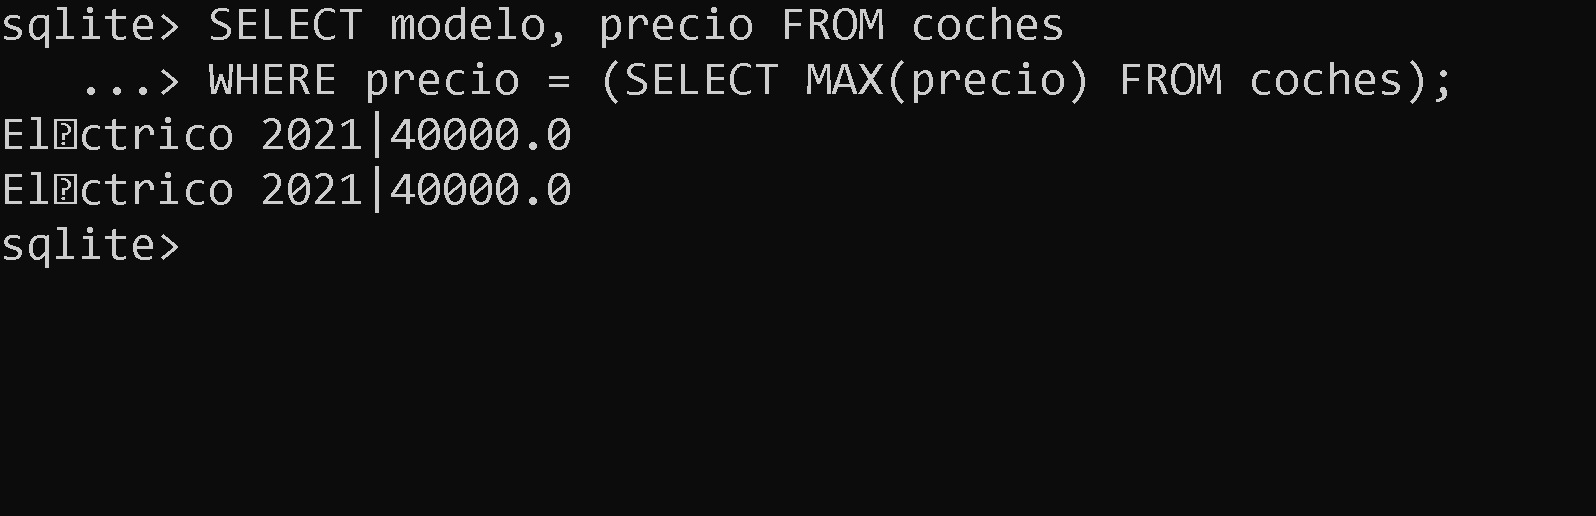 sqlite> SELECT modelo, precio FROM coches
...> WHERE precio = (SELECT MAX(precio) FROM coches);
El�ctrico 2021|40000.0
El�ctrico 2021|40000.0
sqlite>